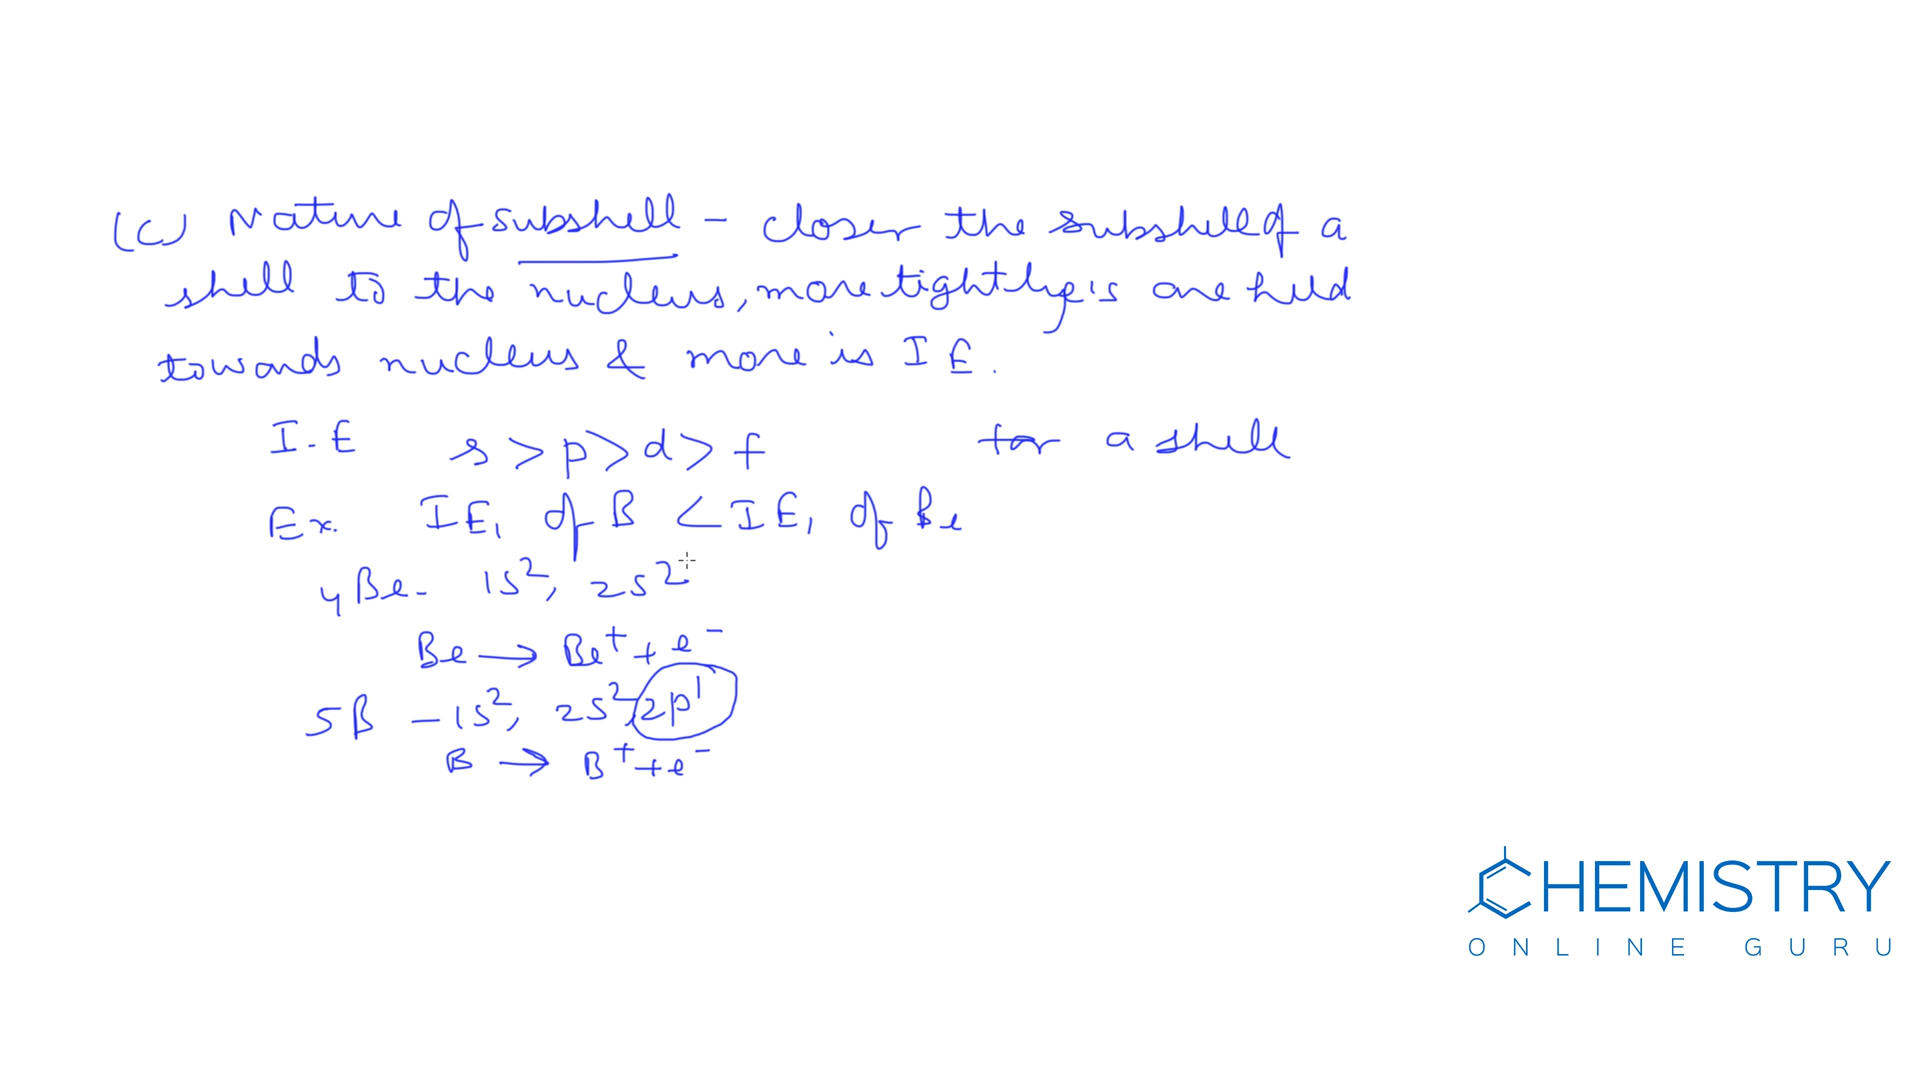 (c) Nature of subshell – closer the subshell of a
shell to the nucleus, more tightly e's are held
towards nucleus & more is I E.
I.E s > p > d > f for a shell
Ex. IE₁ of B < IE₁ of Be
₄Be – 1s², 2s²
Be → Be⁺ + e⁻
5B – 1s², 2s², 2p¹
B → B⁺ + e⁻
CHEMISTRY
ONLINE GURU